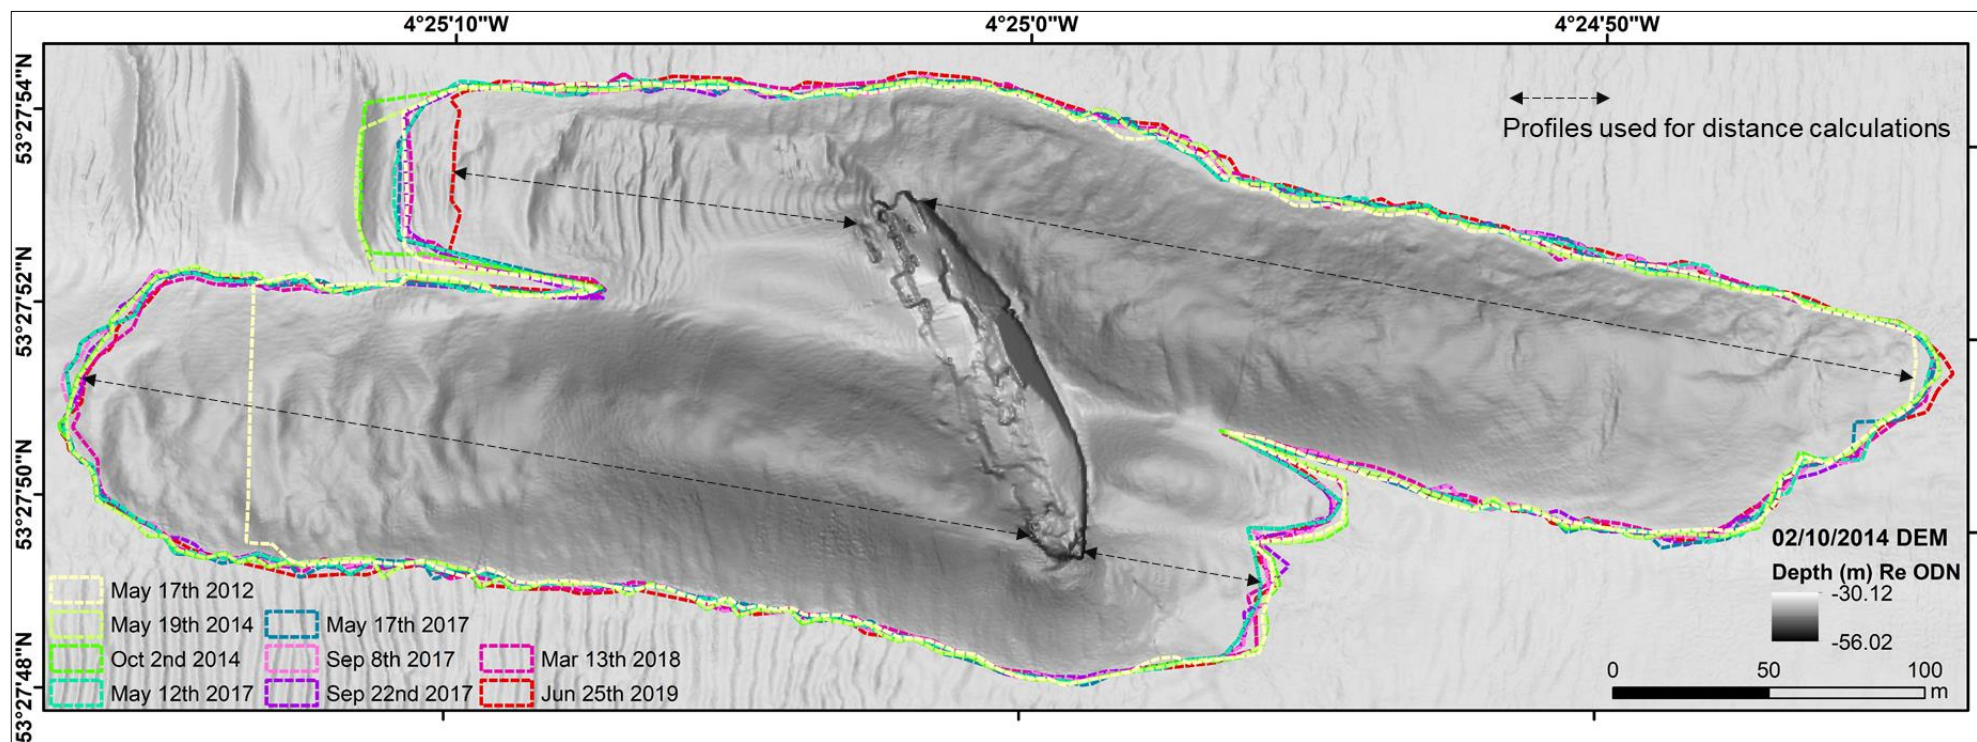 4°25'10"W 4°25'0"W 4°24'50"W
53°27'54"N
53°27'52"N
53°27'50"N
53°27'48"N
Profiles used for distance calculations
02/10/2014 DEM
Depth (m) Re ODN
-30.12
-56.02
0 50 100
m
May 17th 2012
May 19th 2014 May 17th 2017
Oct 2nd 2014 Sep 8th 2017 Mar 13th 2018
May 12th 2017 Sep 22nd 2017 Jun 25th 2019